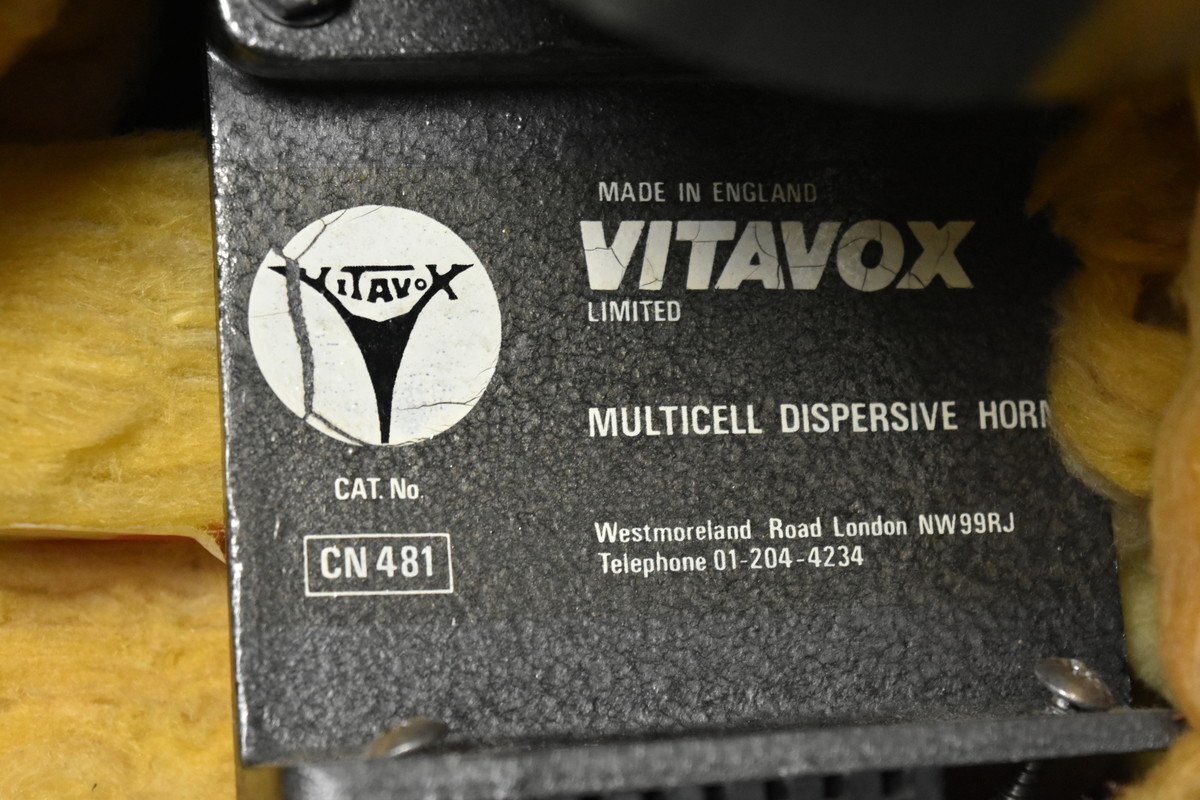 VITAVOX
CAT. No.
CN 481
MADE IN ENGLAND
VITAVOX
LIMITED
MULTICELL DISPERSIVE HORN
Westmoreland Road London NW99RJ
Telephone 01-204-4234